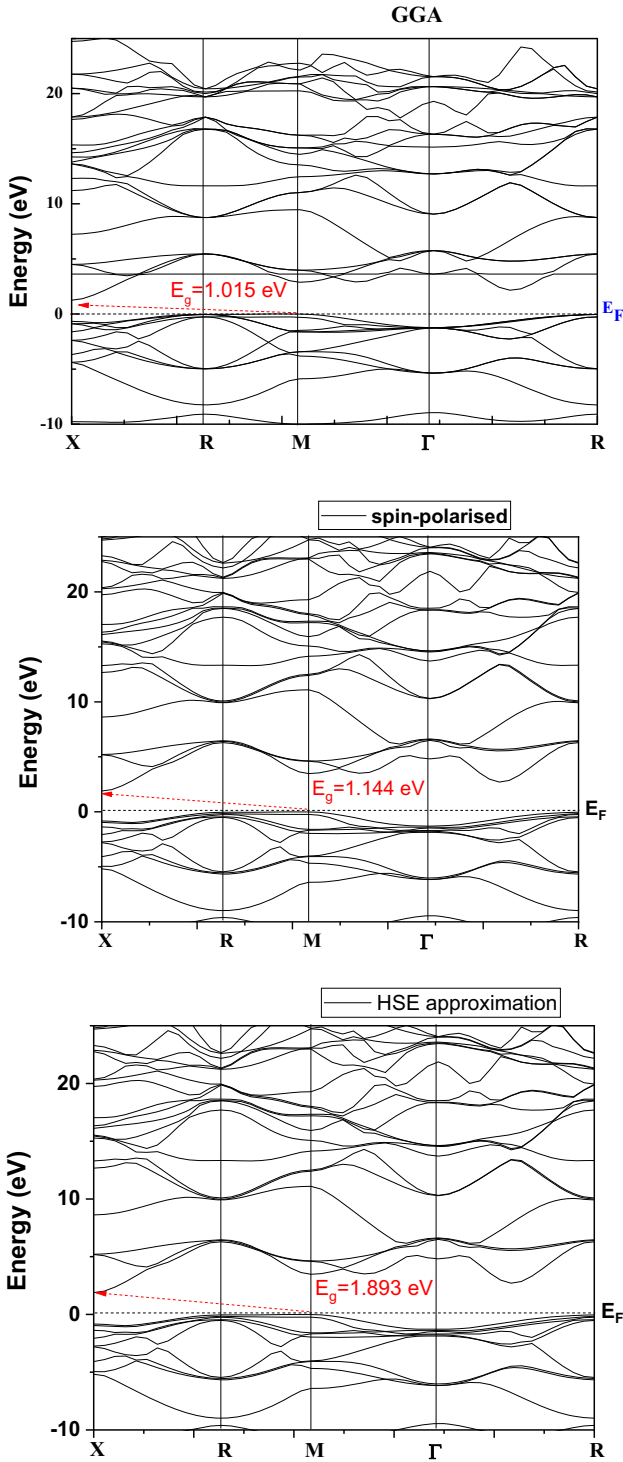 GGA
20
10
0
-10
Energy (eV)
E_g=1.015 eV
E_F
X R M Γ R
spin-polarised
20
10
0
-10
Energy (eV)
E_g=1.144 eV
E_F
X R M Γ R
HSE approximation
20
10
0
-10
Energy (eV)
E_g=1.893 eV
E_F
X R M Γ R